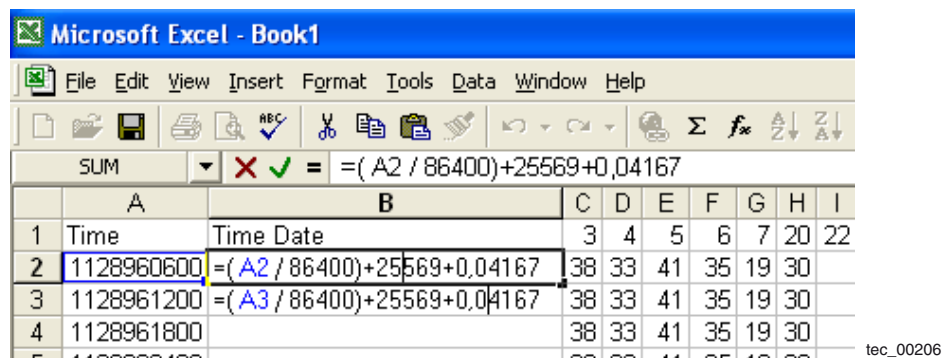 Microsoft Excel - Book1
File Edit View Insert Format Tools Data Window Help
ABC Σ f* A Z Z A
SUM = =( A2 / 86400)+25569+0,04167
A B C D E F G H I
1 Time Time Date 3 4 5 6 7 20 22
2 1128960600 =( A2 / 86400)+25569+0,04167 38 33 41 35 19 30
3 1128961200 =( A3 / 86400)+25569+0,04167 38 33 41 35 19 30
4 1128961800 38 33 41 35 19 30
tec_00206